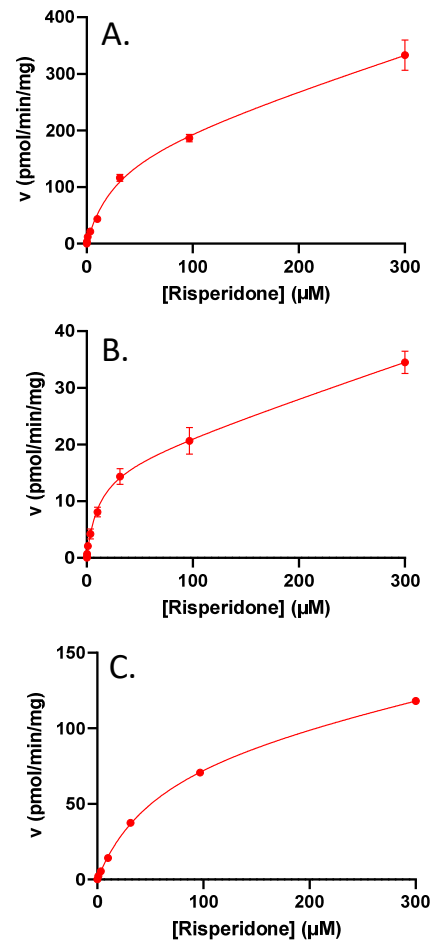 A.
400
300
200
100
0
v (pmol/min/mg)
0 100 200 300
[Risperidone] (µM)
B.
40
30
20
10
0
v (pmol/min/mg)
0 100 200 300
[Risperidone] (µM)
C.
150
100
50
0
v (pmol/min/mg)
0 100 200 300
[Risperidone] (µM)